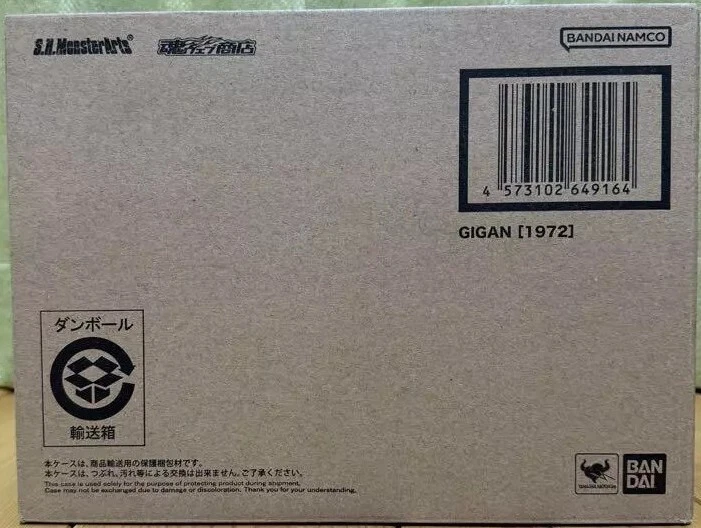 S.H.MonsterArts®
魂ウェブ商店
BANDAI NAMCO
4 573102 649164
GIGAN [1972]
ダンボール
輸送箱
本ケースは、商品輸送用の保護梱包材です。
本ケースは、つぶれ、汚れ等による交換は出来ません。ご了承ください。
This case is used solely for the purpose of protecting product during shipment.
Case may not be exchanged due to damage or discoloration. Thank you for your understanding.
TAMASHII NATIONS
BAN
DAI